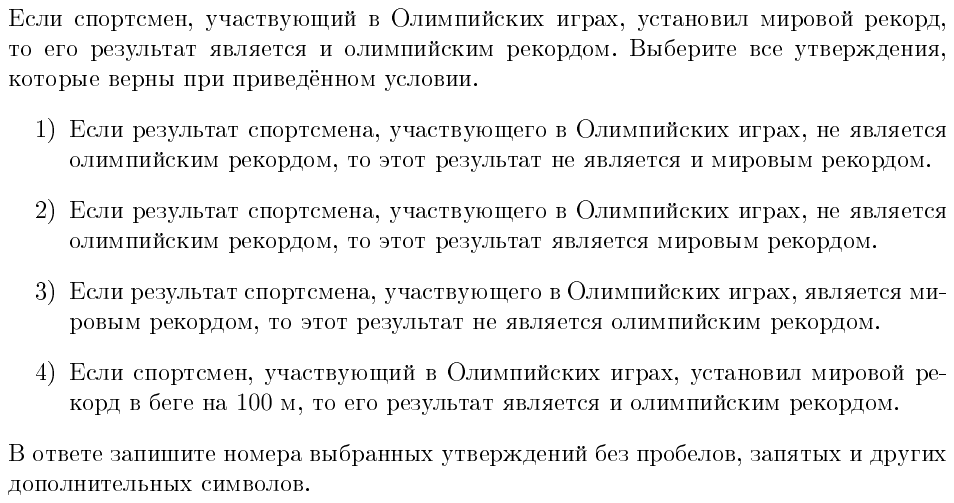 Если спортсмен, участвующий в Олимпийских играх, установил мировой рекорд,
то его результат является и олимпийским рекордом. Выберите все утверждения,
которые верны при приведённом условии.
1) Если результат спортсмена, участвующего в Олимпийских играх, не является
олимпийским рекордом, то этот результат не является и мировым рекордом.
2) Если результат спортсмена, участвующего в Олимпийских играх, не является
олимпийским рекордом, то этот результат является мировым рекордом.
3) Если результат спортсмена, участвующего в Олимпийских играх, является ми-
ровым рекордом, то этот результат не является олимпийским рекордом.
4) Если спортсмен, участвующий в Олимпийских играх, установил мировой ре-
корд в беге на 100 м, то его результат является и олимпийским рекордом.
В ответе запишите номера выбранных утверждений без пробелов, запятых и других
дополнительных символов.